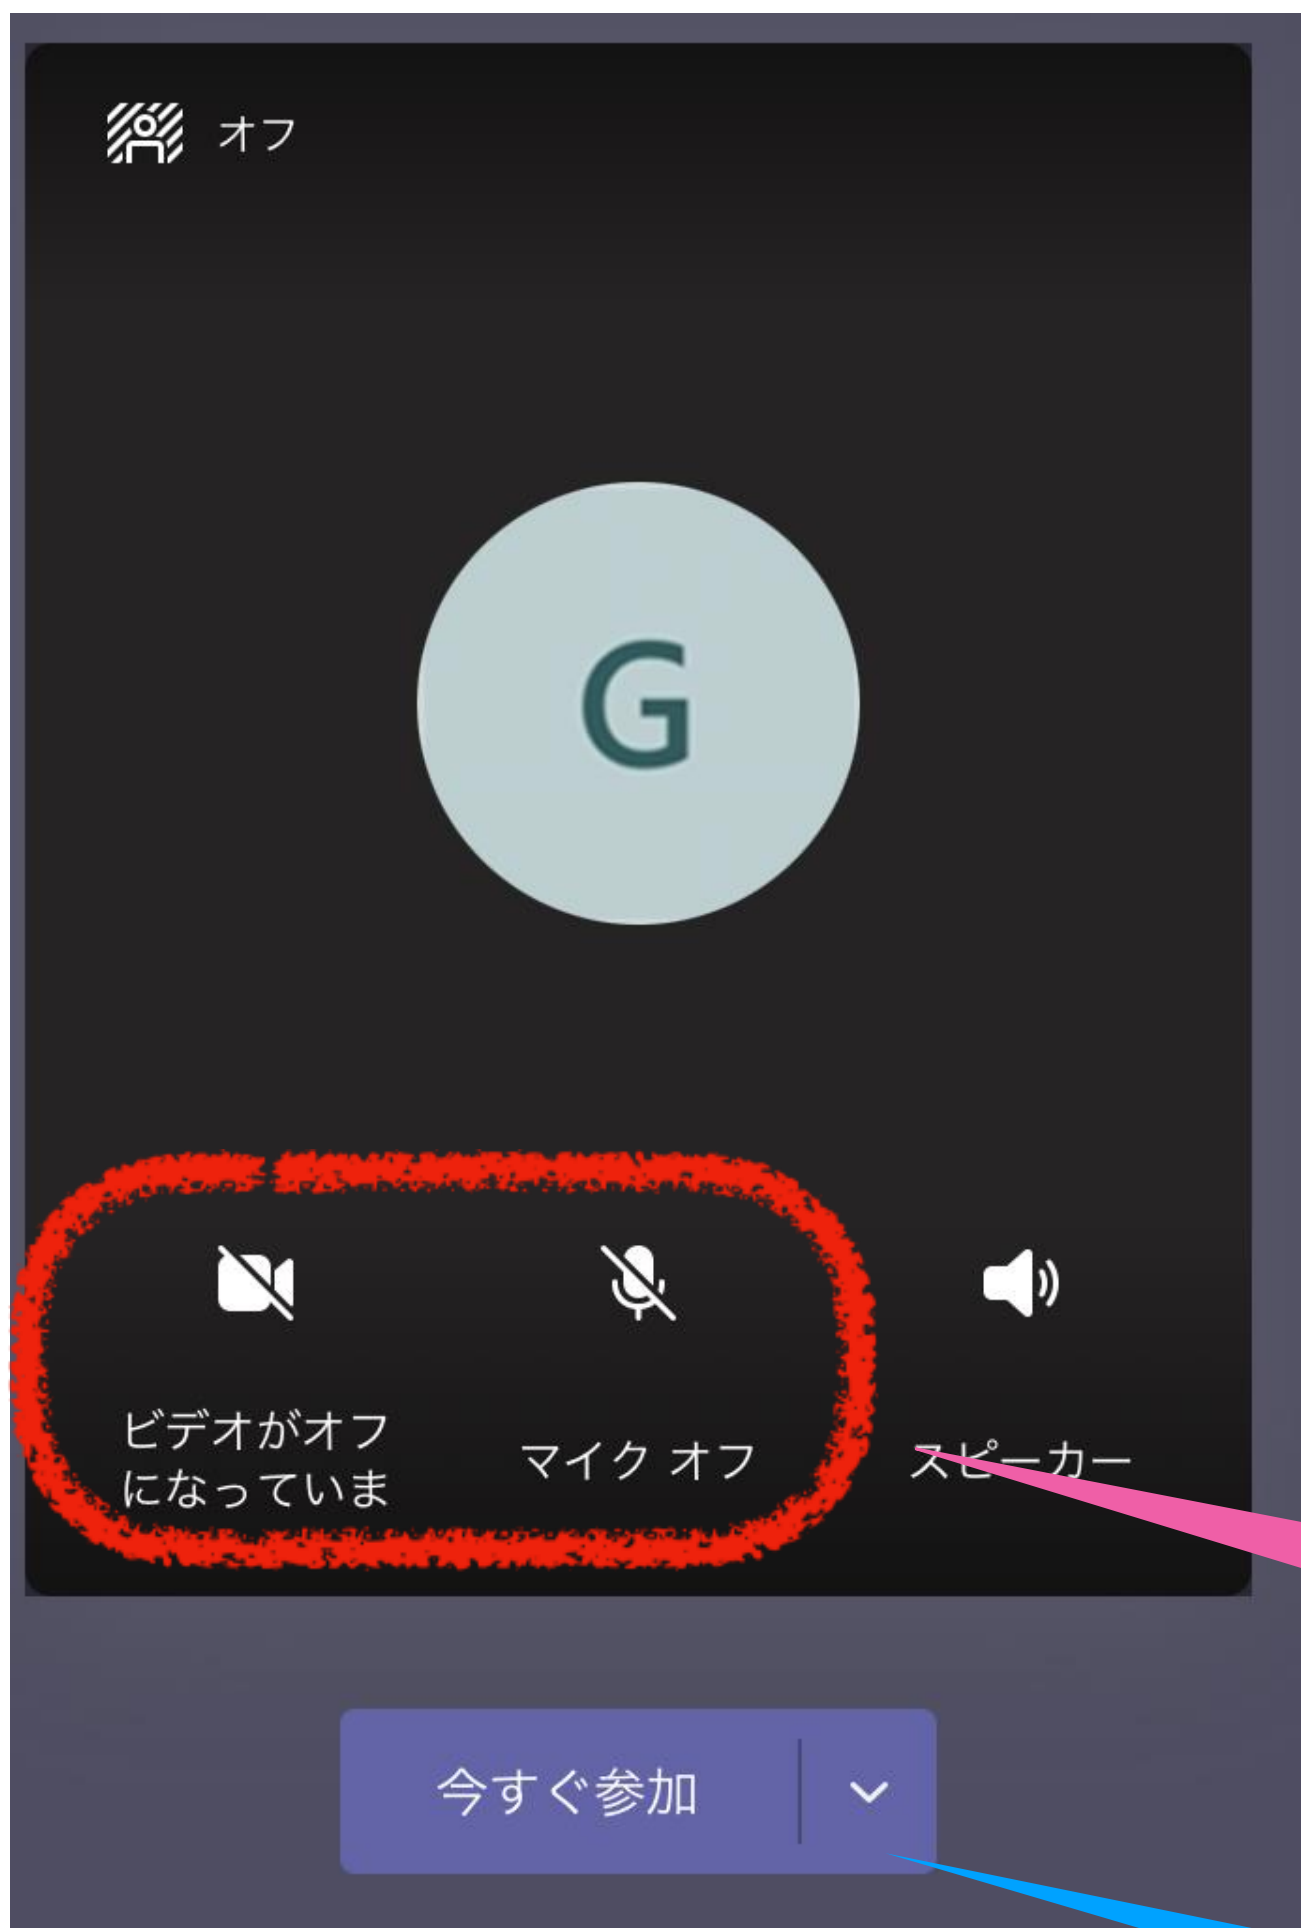 オフ
G
ビデオがオフ
になっていま
マイク オフ
スピーカー
今すぐ参加